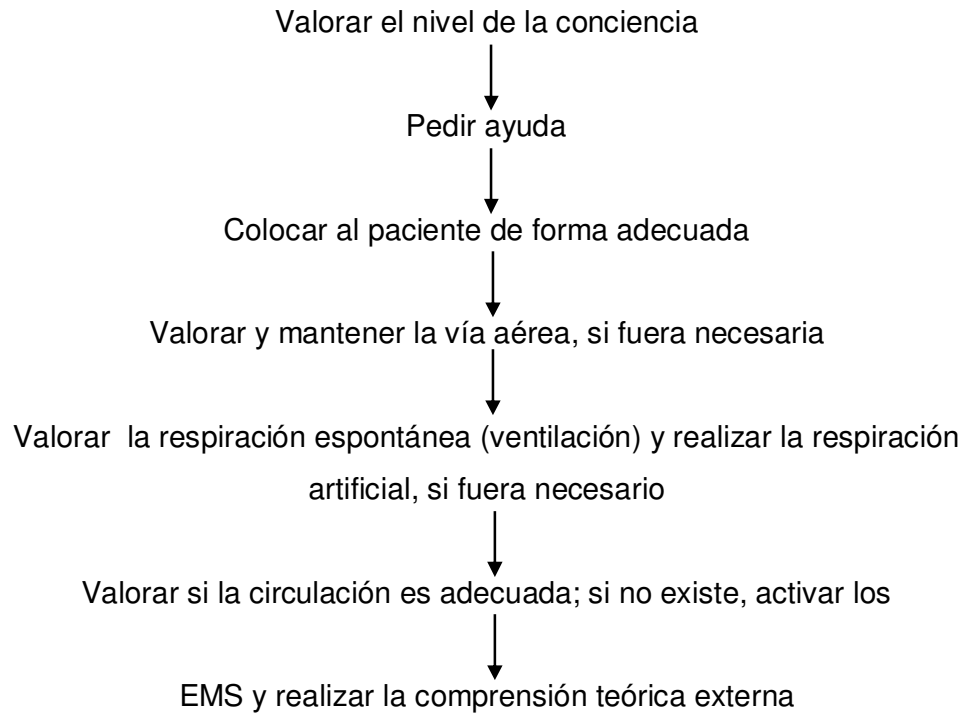 Valorar el nivel de la conciencia
Pedir ayuda
Colocar al paciente de forma adecuada
Valorar y mantener la vía aérea, si fuera necesaria
Valorar la respiración espontánea (ventilación) y realizar la respiración
artificial, si fuera necesario
Valorar si la circulación es adecuada; si no existe, activar los
EMS y realizar la comprensión teórica externa